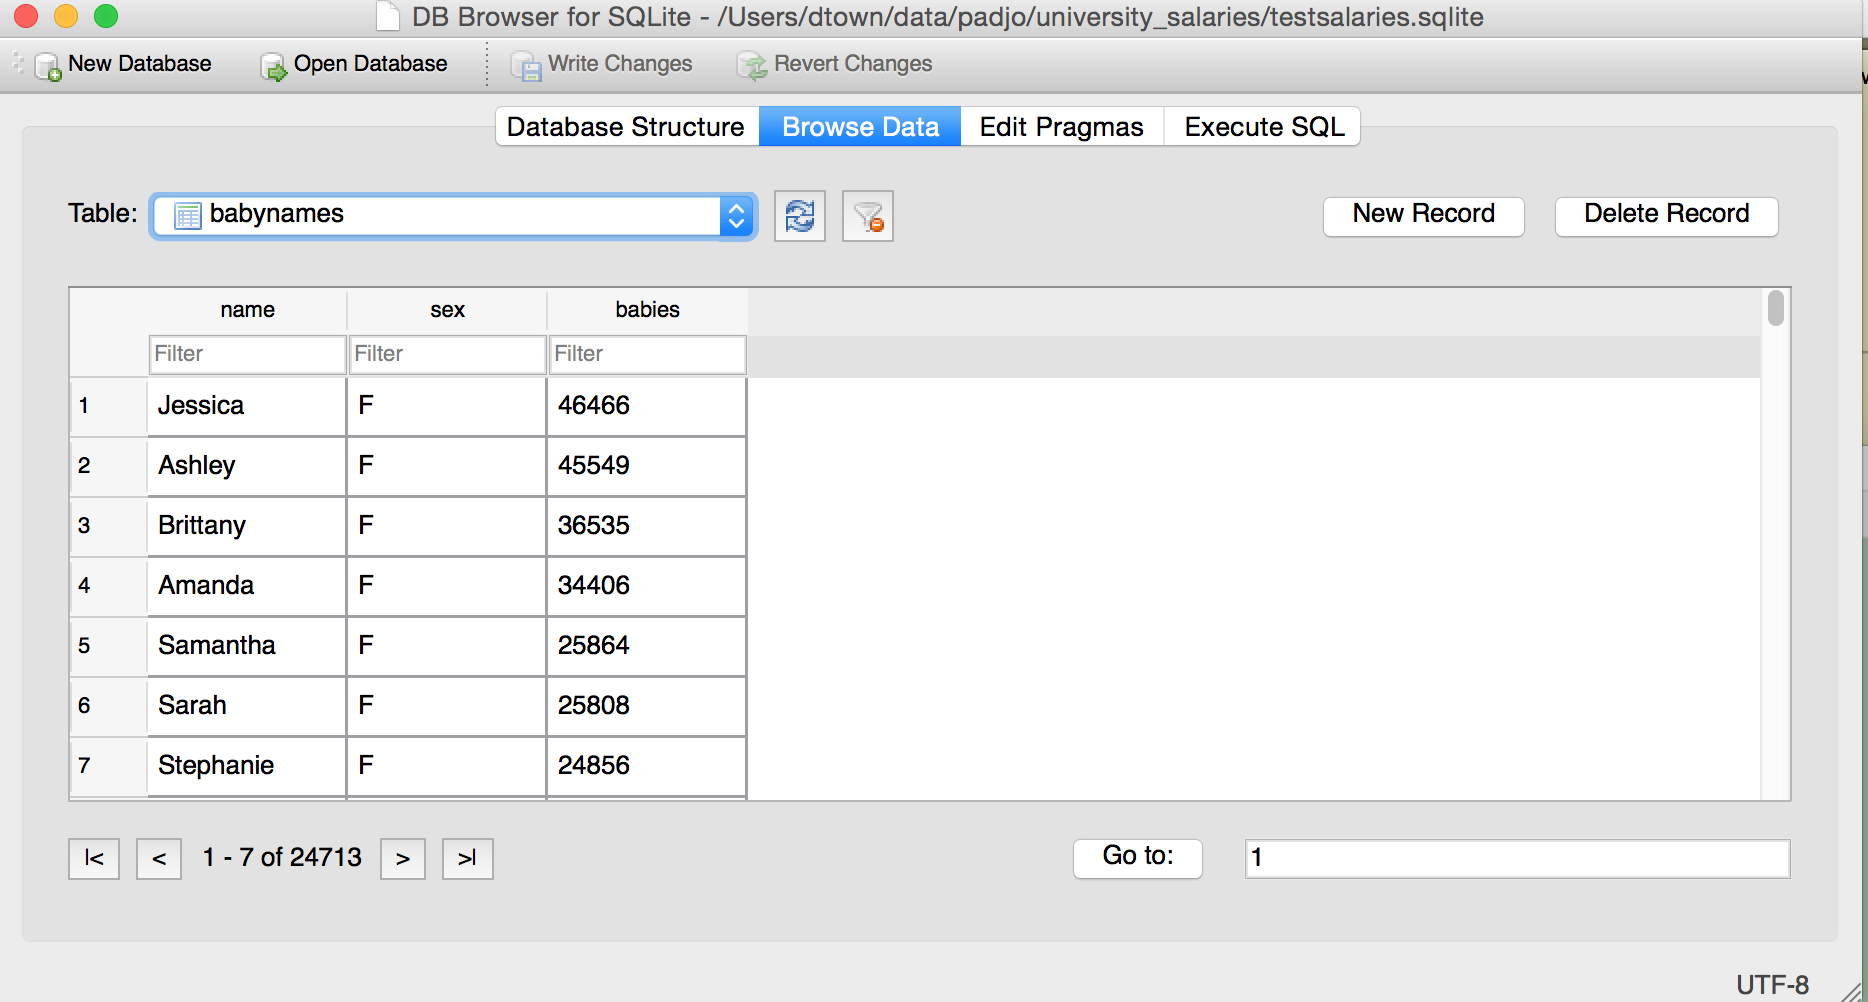 DB Browser for SQLite - /Users/dtown/data/padjo/university_salaries/testsalaries.sqlite
New Database Open Database Write Changes Revert Changes
Database Structure Browse Data Edit Pragmas Execute SQL
Table: babynames New Record Delete Record
name sex babies
Filter Filter Filter
1 Jessica F 46466
2 Ashley F 45549
3 Brittany F 36535
4 Amanda F 34406
5 Samantha F 25864
6 Sarah F 25808
7 Stephanie F 24856
|< < 1 - 7 of 24713 > >| Go to: 1
UTF-8